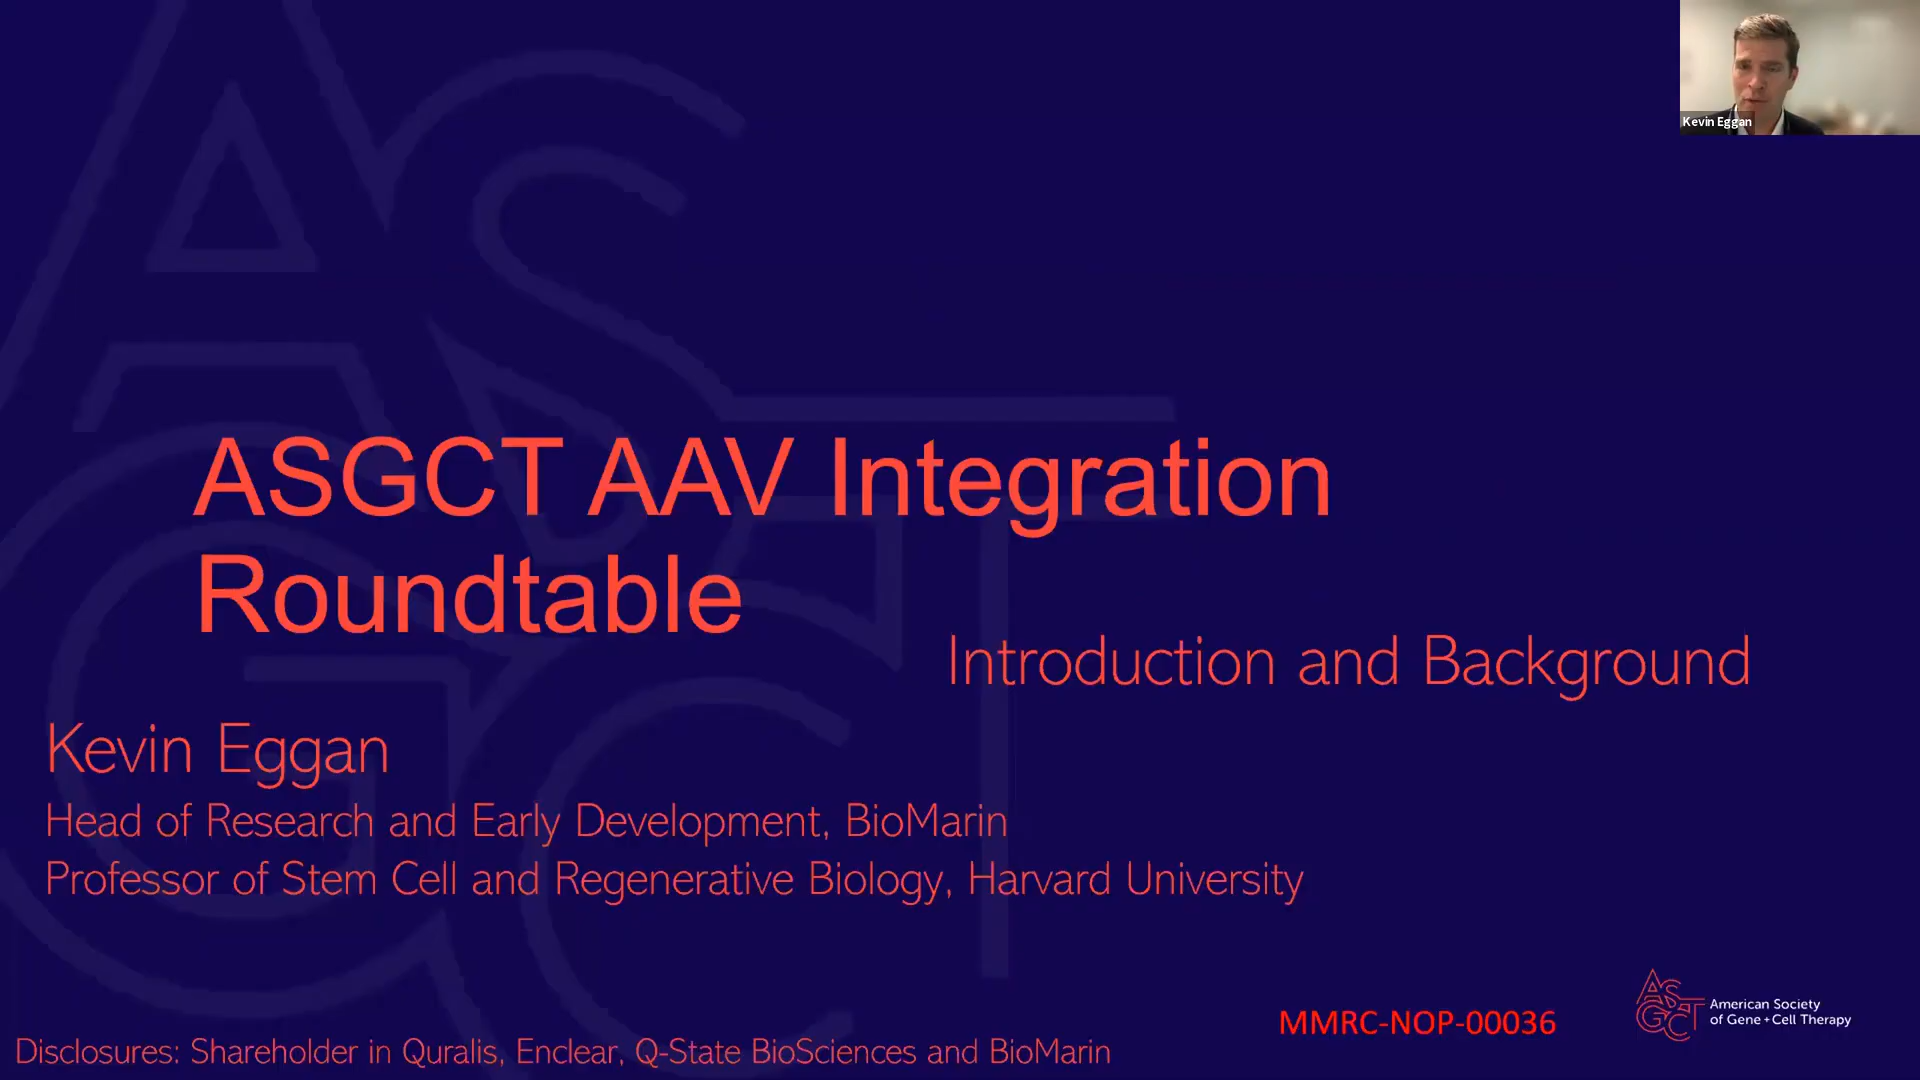 Kevin Eggan
ASGCT AAV Integration
Roundtable
Introduction and Background
Kevin Eggan
Head of Research and Early Development, BioMarin
Professor of Stem Cell and Regenerative Biology, Harvard University
MMRC-NOP-00036
ASGCT
American Society
of Gene + Cell Therapy
Disclosures: Shareholder in Quralis, Enclear, Q-State BioSciences and BioMarin